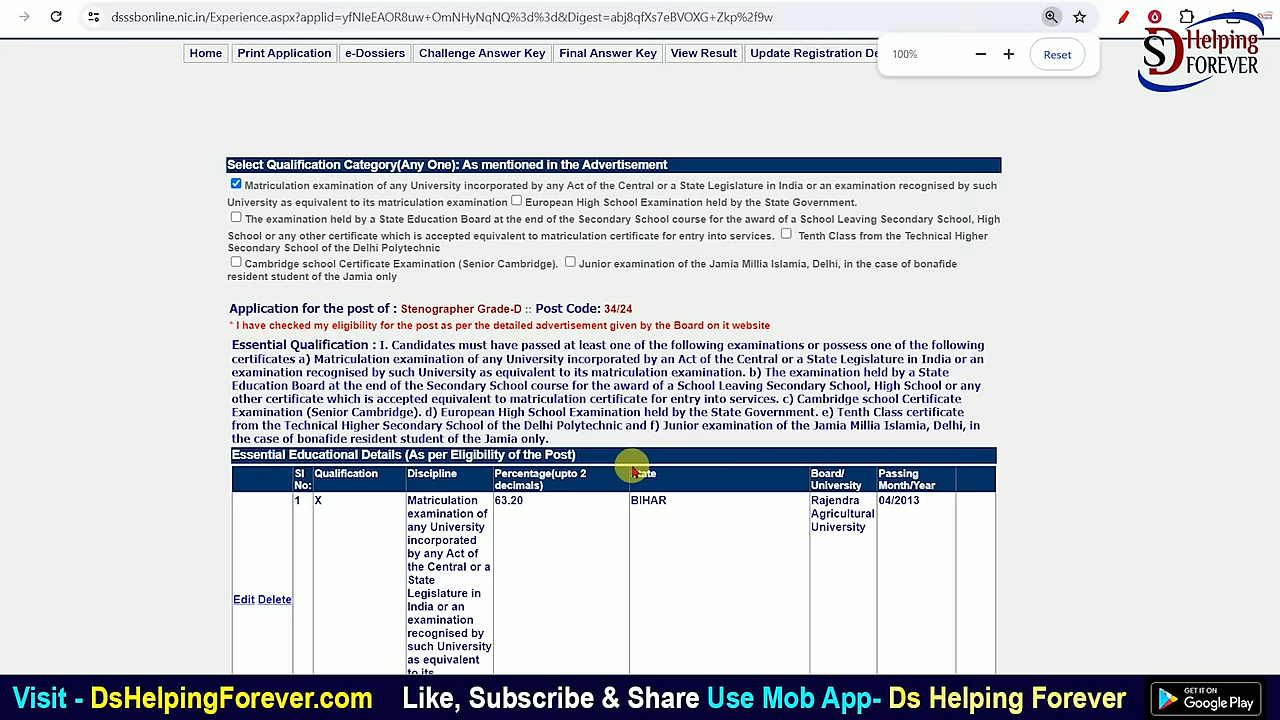 dsssbonline.nic.in/Experience.aspx?applid=yfNIeEAOR8uw+OmNHyNqNQ%3d%3d&Digest=abj8qfXs7eBVOXG+Zkp%2f9w
Helping
FOREVER
SD
Home Print Application e-Dossiers Challenge Answer Key Final Answer Key View Result Update Registration De
100% Reset
Select Qualification Category(Any One): As mentioned in the Advertisement
Matriculation examination of any University incorporated by any Act of the Central or a State Legislature in India or an examination recognised by such
University as equivalent to its matriculation examination European High School Examination held by the State Government.
The examination held by a State Education Board at the end of the Secondary School course for the award of a School Leaving Secondary School, High
School or any other certificate which is accepted equivalent to matriculation certificate for entry into services. Tenth Class from the Technical Higher
Secondary School of the Delhi Polytechnic
Cambridge school Certificate Examination (Senior Cambridge). Junior examination of the Jamia Millia Islamia, Delhi, in the case of bonafide
resident student of the Jamia only
Application for the post of : Stenographer Grade-D :: Post Code: 34/24
* I have checked my eligibility for the post as per the detailed advertisement given by the Board on it website
Essential Qualification : I. Candidates must have passed at least one of the following examinations or possess one of the following
certificates a) Matriculation examination of any University incorporated by an Act of the Central or a State Legislature in India or an
examination recognised by such University as equivalent to its matriculation examination. b) The examination held by a State
Education Board at the end of the Secondary School course for the award of a School Leaving Secondary School, High School or any
other certificate which is accepted equivalent to matriculation certificate for entry into services. c) Cambridge school Certificate
Examination (Senior Cambridge). d) European High School Examination held by the State Government. e) Tenth Class certificate
from the Technical Higher Secondary School of the Delhi Polytechnic and f) Junior examination of the Jamia Millia Islamia, Delhi, in
the case of bonafide resident student of the Jamia only.
Essential Educational Details (As per Eligibility of the Post)
Sl No: Qualification Discipline Percentage(upto 2 decimals) Board/ University Passing Month/Year
1 X 63.20 BIHAR Rajendra Agricultural University 04/2013
Matriculation
examination of
any University
incorporated
by any Act of
the Central or a
State
Legislature in
India or an
examination
recognised by
such University
as equivalent
to its
Edit Delete
Visit - DsHelpingForever.com Like, Subscribe & Share Use Mob App- Ds Helping Forever
GET IT ON
Google Play